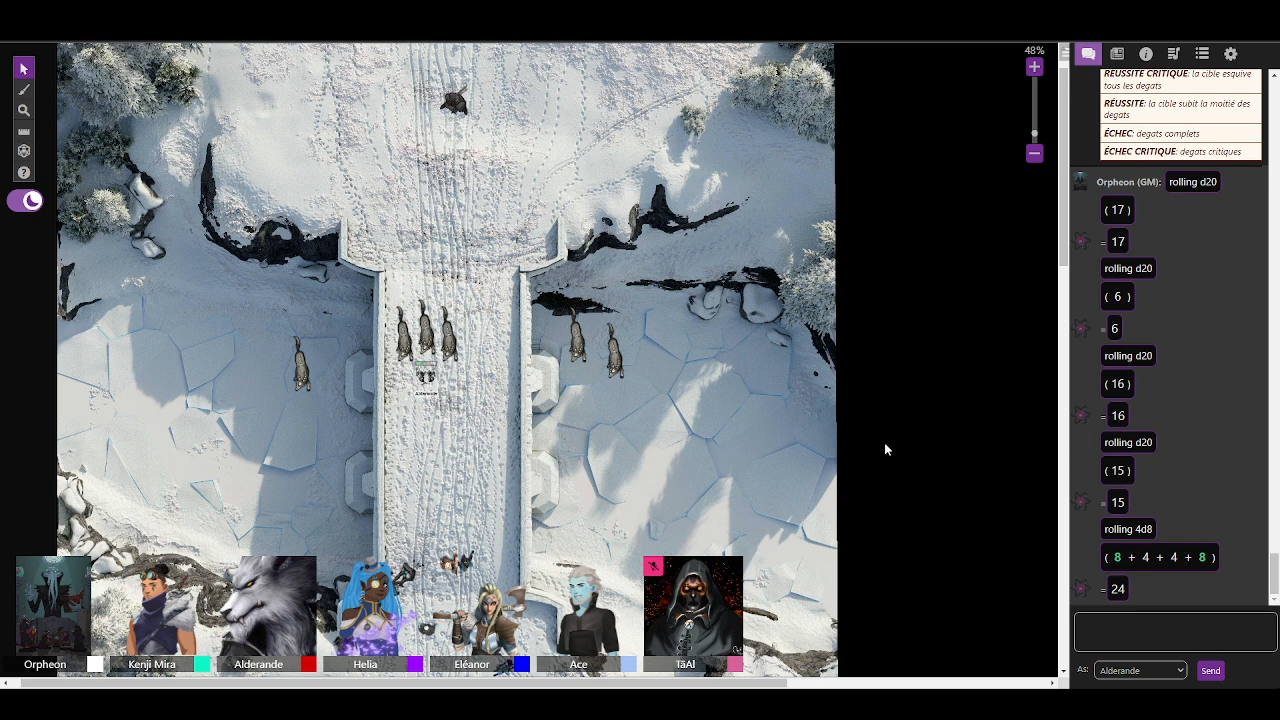 48%
RÉUSSITE CRITIQUE: la cible esquive
tous les degats
RÉUSSITE: la cible subit la moitié des
degats
ÉCHEC: degats complets
ÉCHEC CRITIQUE: degats critiques
Orpheon (GM): rolling d20
( 17 )
= 17
rolling d20
( 6 )
= 6
rolling d20
( 16 )
= 16
rolling d20
( 15 )
= 15
rolling 4d8
( 8 + 4 + 4 + 8 )
= 24
Alderande
Orpheon
Kenji Mira
Alderande
Helia
Eléanor
Ace
TãÂl
As: Alderande Send